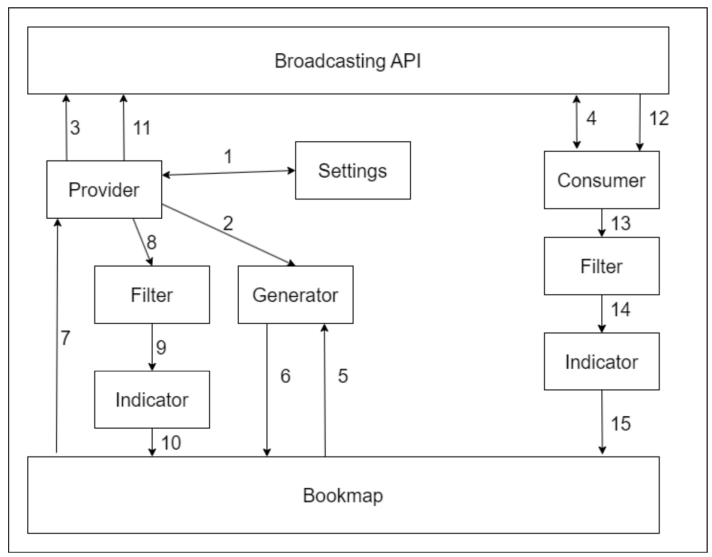 Broadcasting API
3
11
4
12
1
Settings
Provider
Consumer
2
13
8
Filter
Filter
Generator
14
7
9
6
5
Indicator
Indicator
10
15
Bookmap